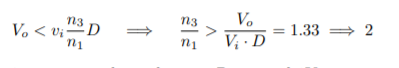 V_o < v_i \frac{n_3}{n_1} D \implies \frac{n_3}{n_1} > \frac{V_o}{V_i \cdot D} = 1.33 \implies 2